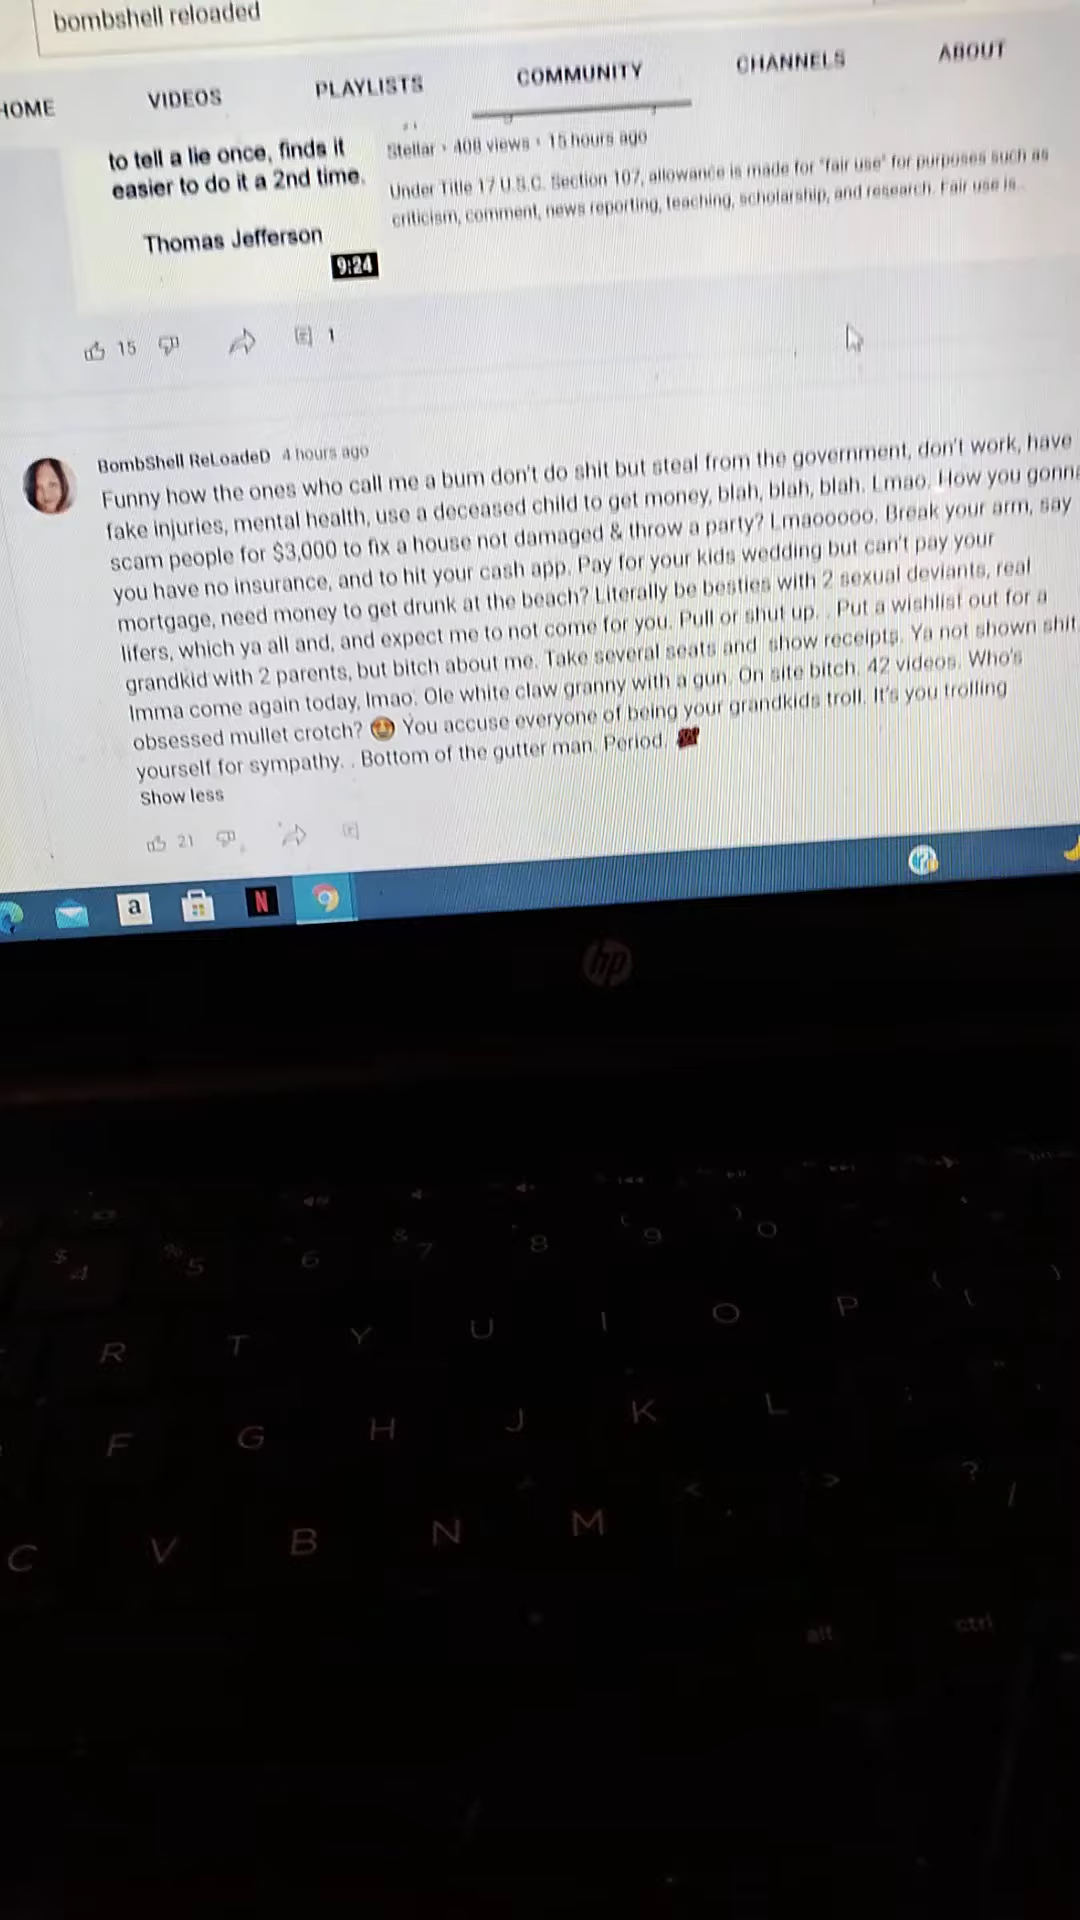 bombshell reloaded
HOME VIDEOS PLAYLISTS COMMUNITY CHANNELS ABOUT
to tell a lie once, finds it
easier to do it a 2nd time.
Thomas Jefferson
9:24
Stellar • 408 views • 15 hours ago
Under Title 17 U.S.C. Section 107, allowance is made for "fair use" for purposes such as
criticism, comment, news reporting, teaching, scholarship, and research. Fair use is...
15 1
BombShell ReLoadeD 4 hours ago
Funny how the ones who call me a bum don't do shit but steal from the government, don't work, have
fake injuries, mental health, use a deceased child to get money, blah, blah, blah. Lmao. How you gonna
scam people for $3,000 to fix a house not damaged & throw a party? Lmaooooo. Break your arm, say
you have no insurance, and to hit your cash app. Pay for your kids wedding but can't pay your
mortgage, need money to get drunk at the beach? Literally be besties with 2 sexual deviants, real
lifers, which ya all and, and expect me to not come for you. Pull or shut up. . Put a wishlist out for a
grandkid with 2 parents, but bitch about me. Take several seats and show receipts. Ya not shown shit.
Imma come again today, lmao. Ole white claw granny with a gun. On site bitch. 42 videos. Who's
obsessed mullet crotch? 🤩 You accuse everyone of being your grandkids troll. It's you trolling
yourself for sympathy. . Bottom of the gutter man. Period. 💯
Show less
21
a N
hp
$ 4 % 5 6 & 7 8 ( 9 ) 0
R T Y U I O P
F G H J K L
C V B N M < > ? /
alt ctrl